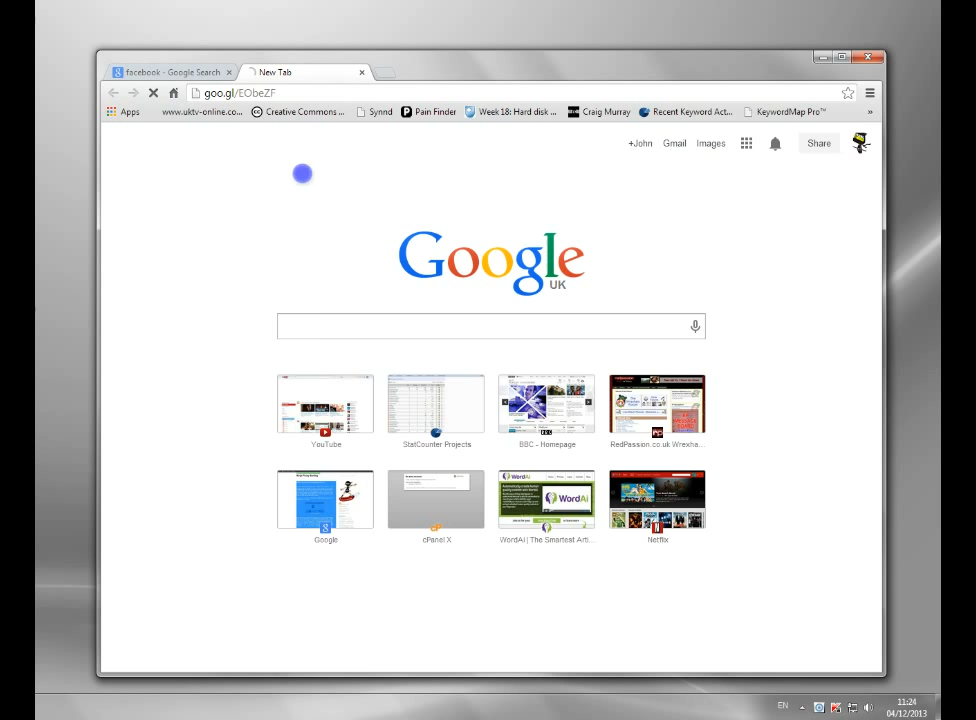 facebook - Google Search
New Tab
goo.gl/EObeZF
Apps www.uktv-online.co... Creative Commons ... Synnd Pain Finder Week 18: Hard disk ... Craig Murray Recent Keyword Act... KeywordMap Pro™ »
+John Gmail Images Share
Google
UK
YouTube StatCounter Projects BBC - Homepage RedPassion.co.uk Wrexha...
WordAi
Google cPanel X WordAi | The Smartest Arti... Netflix
EN
11:24
04/12/2013